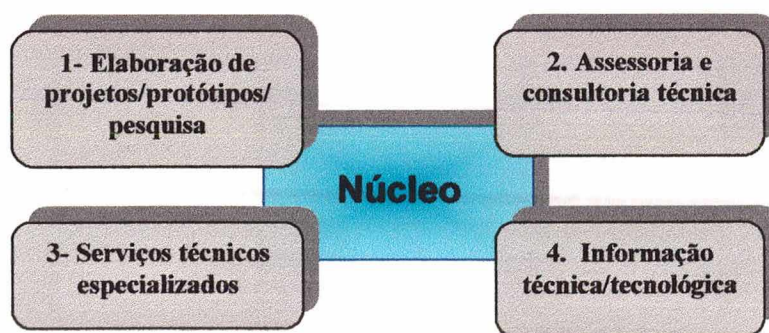 1- Elaboração de
projetos/protótipos/
pesquisa
2. Assessoria e
consultoria técnica
Núcleo
3- Serviços técnicos
especializados
4. Informação
técnica/tecnológica